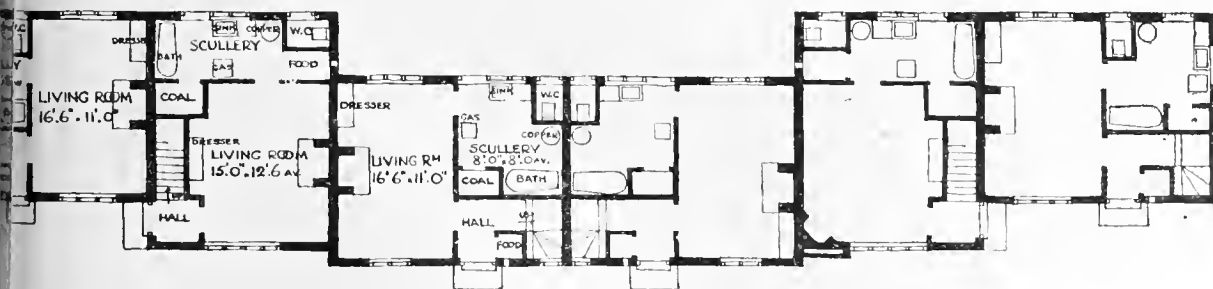 LIVING ROOM
16'.6" × 11'.0"
DRESSER
BATH
SINK
COPPER
W.C.
SCULLERY
GAS
FOOD
COAL
DRESSER
LIVING ROOM
15'.0" × 12'.6 AV.
UP
HALL
DRESSER
LIVING RM
16'.6" × 11'.0"
SINK
W.C.
GAS
COPPER
SCULLERY
8'.0" × 8'.0 AV.
COAL
BATH
HALL
UP
FOOD